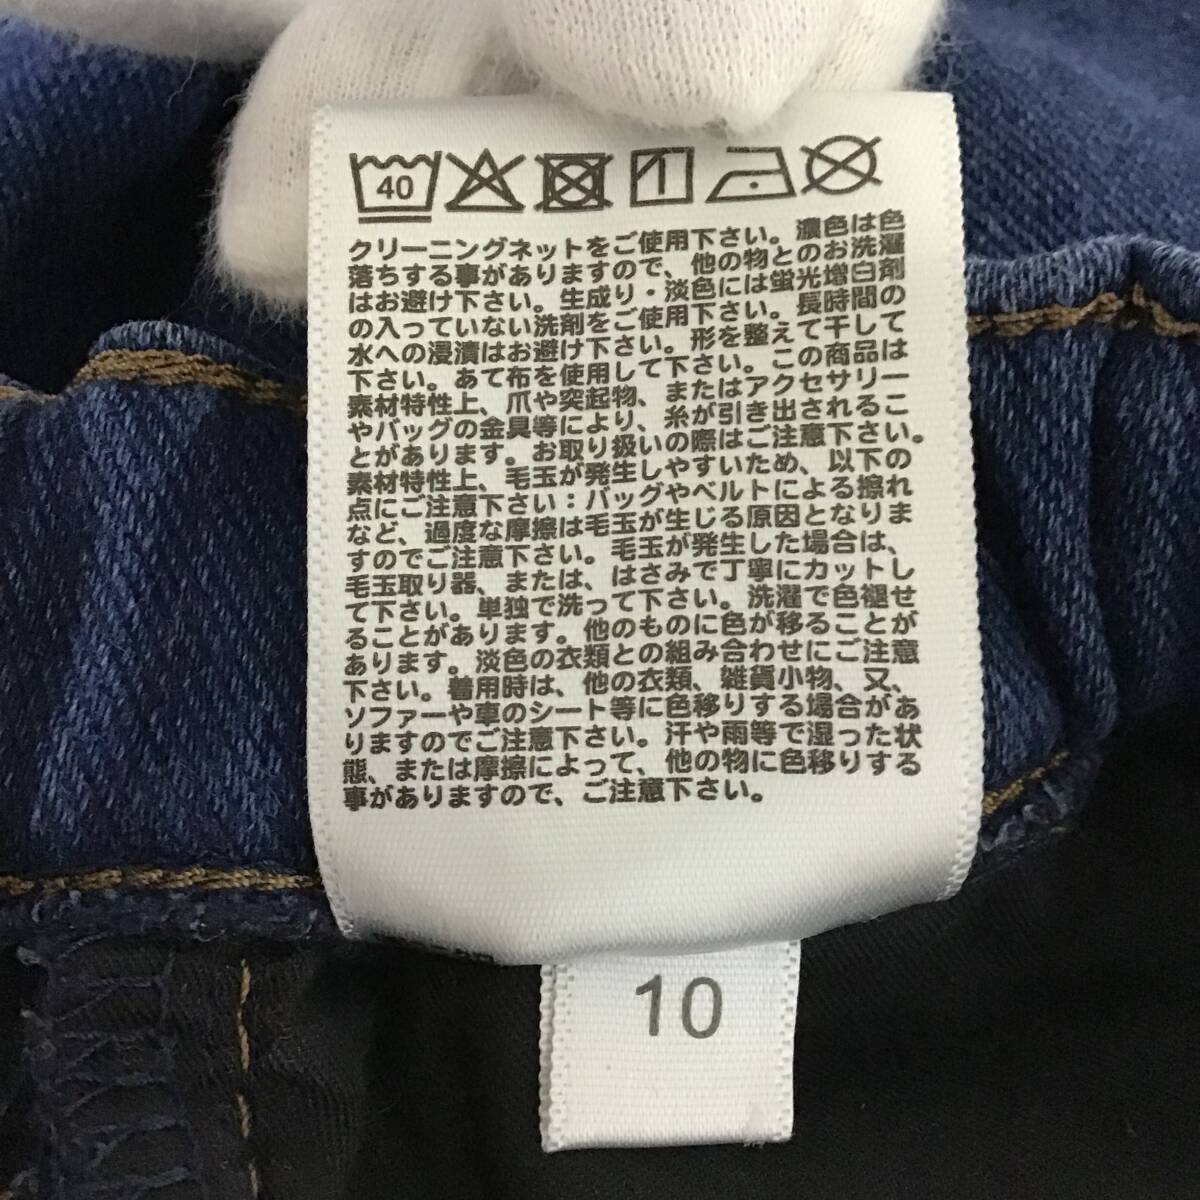 40
クリーニングネットをご使用下さい。濃色は色
落ちする事がありますので、他の物とのお洗濯
はお避け下さい。生成り・淡色には蛍光増白剤
の入っていない洗剤をご使用下さい。長時間の
水への浸漬はお避け下さい。形を整えて干して
下さい。あて布を使用して下さい。この商品は
素材特性上、爪や突起物、またはアクセサリー
やバッグの金具等により、糸が引き出されるこ
とがあります。お取り扱いの際はご注意下さい。
素材特性上、毛玉が発生しやすいため、以下の
点にご注意下さい：バッグやベルトによる擦れ
など、過度な摩擦は毛玉が生じる原因となりま
すのでご注意下さい。毛玉が発生した場合は、
毛玉取り器、または、はさみで丁寧にカットし
て下さい。単独で洗って下さい。洗濯で色褪せ
ることがあります。他のものに色が移ることが
あります。淡色の衣類との組み合わせにご注意
下さい。着用時は、他の衣類、雑貨小物、又、
ソファーや車のシート等に色移りする場合があ
りますのでご注意下さい。汗や雨等で湿った状
態、または摩擦によって、他の物に色移りする
事がありますので、ご注意下さい。
10